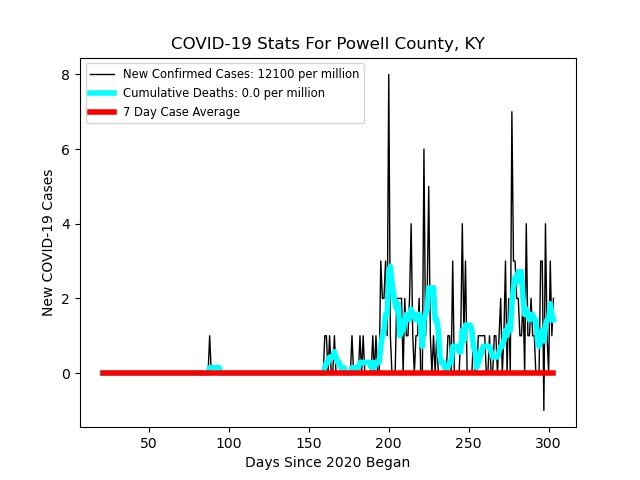 COVID-19 Stats For Powell County, KY
New Confirmed Cases: 12100 per million
Cumulative Deaths: 0.0 per million
7 Day Case Average
New COVID-19 Cases
8
6
4
2
0
50 100 150 200 250 300
Days Since 2020 Began